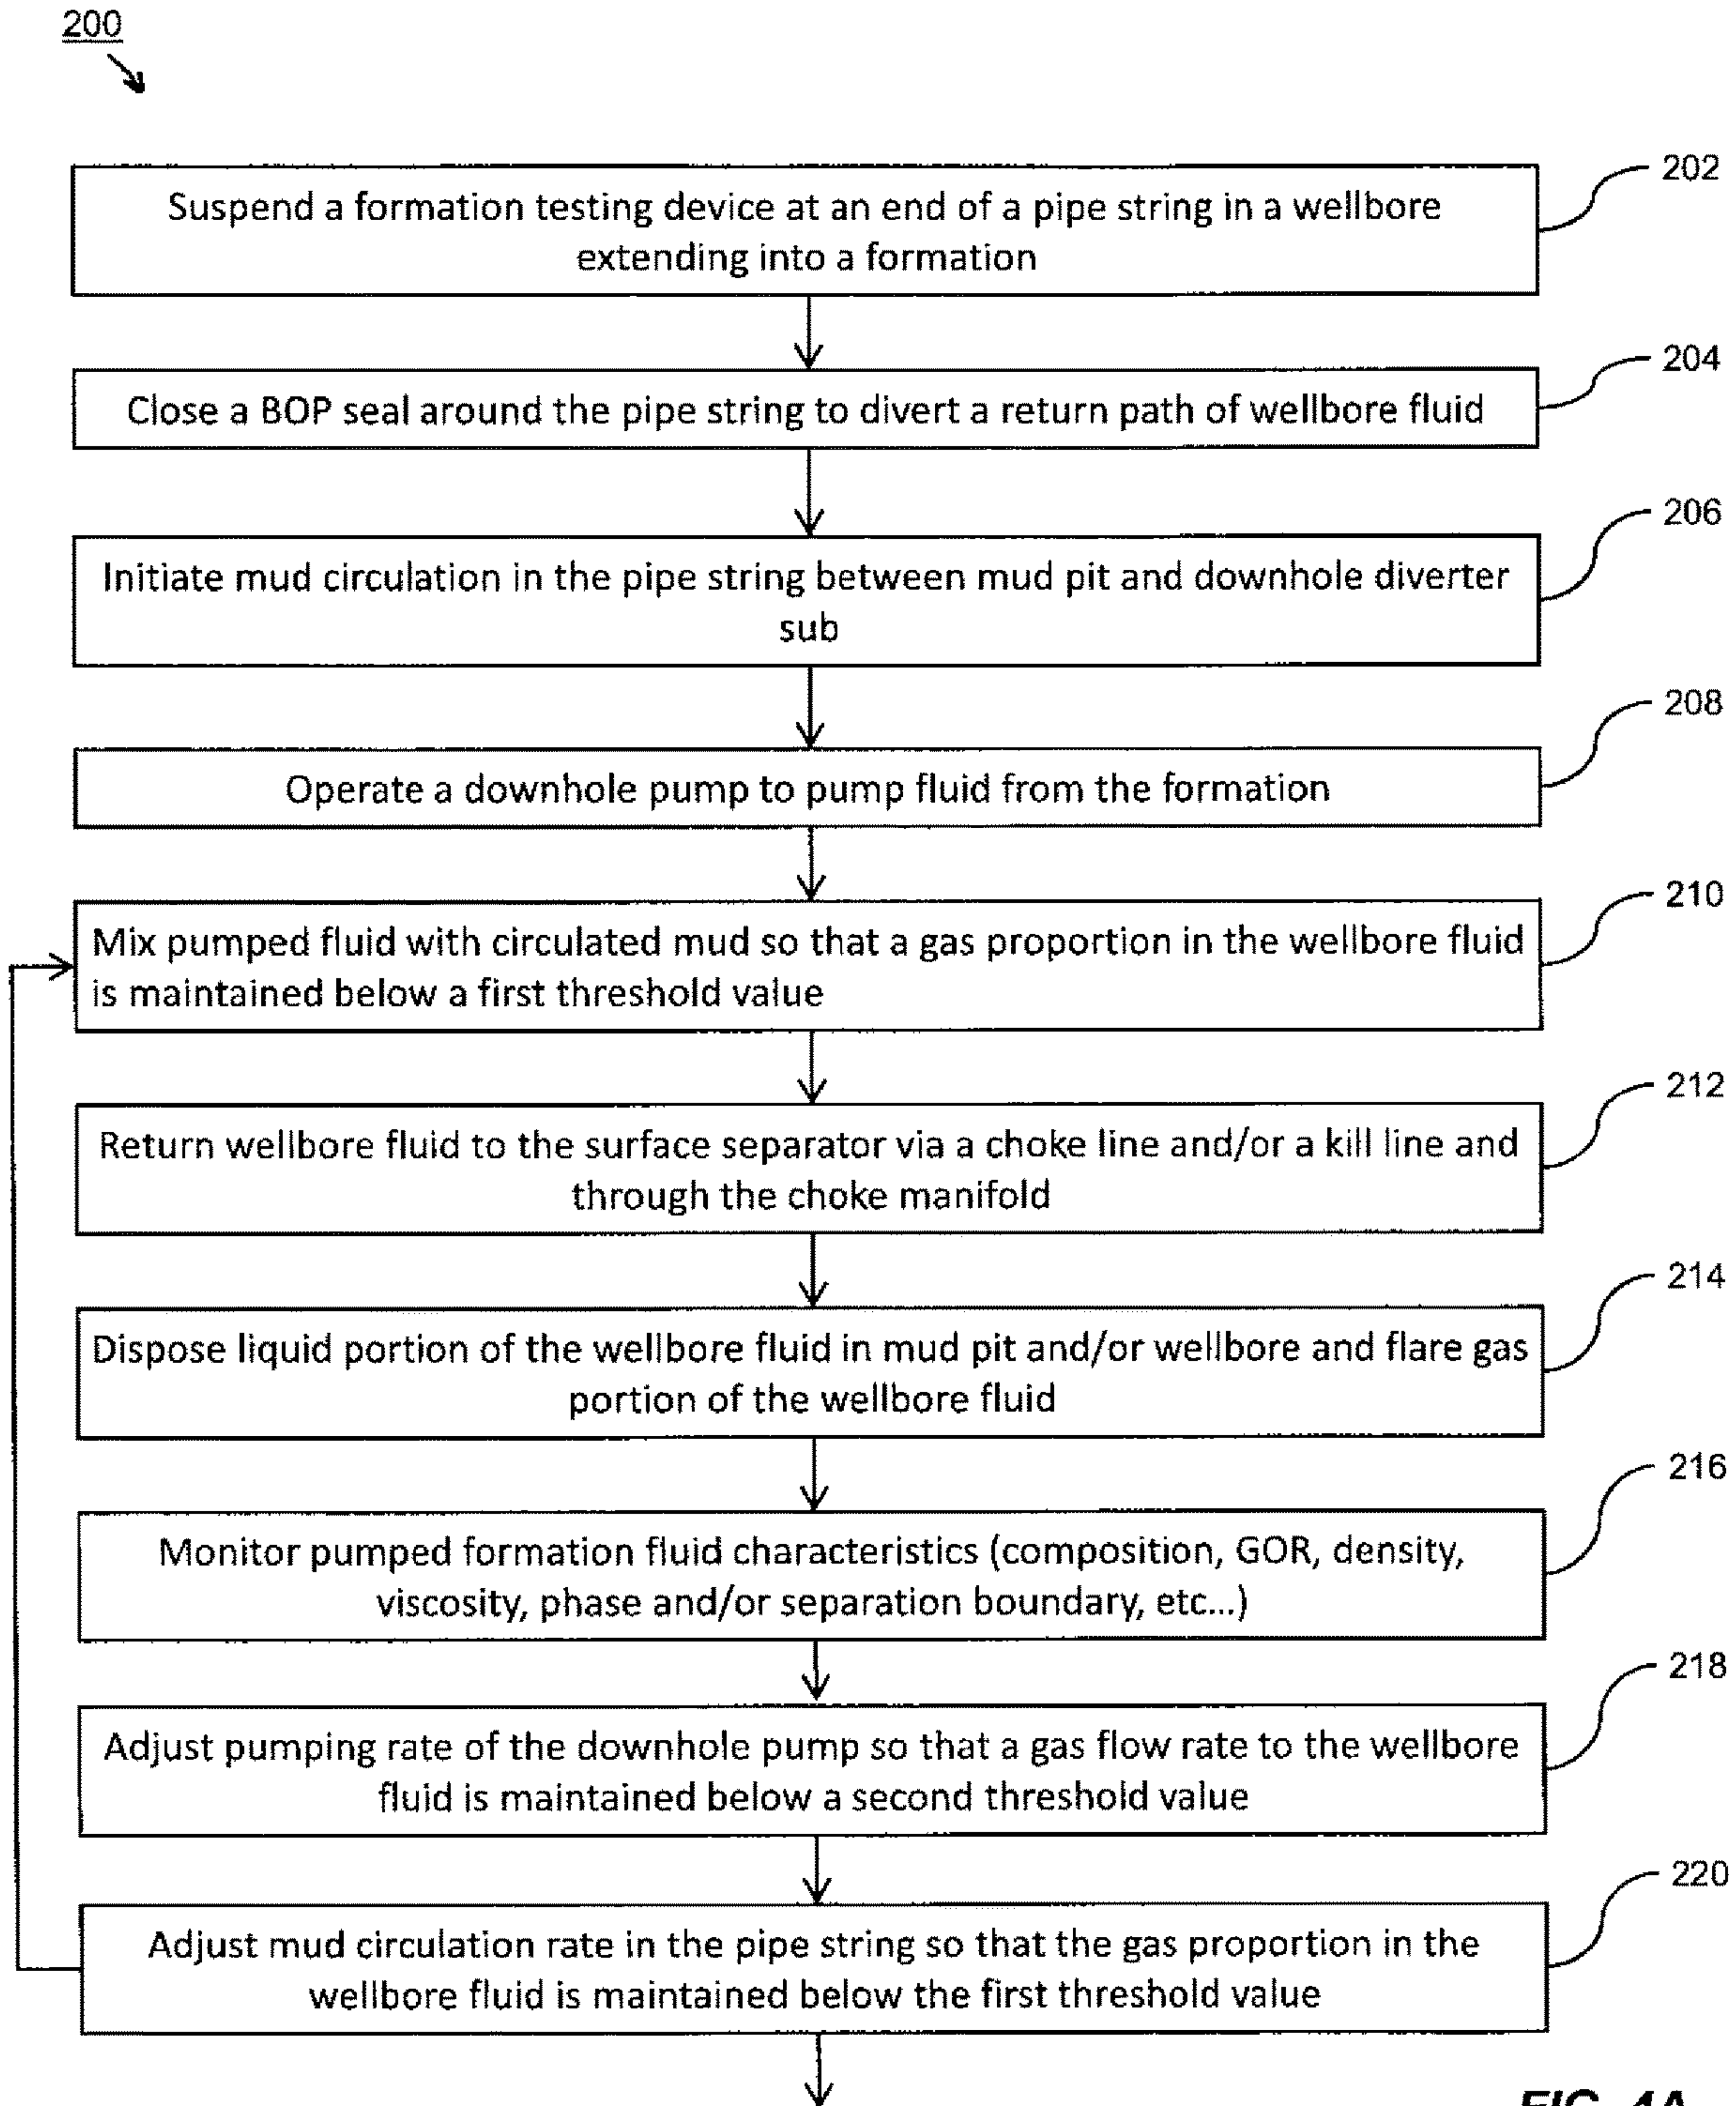 200
202
Suspend a formation testing device at an end of a pipe string in a wellbore
extending into a formation
204
Close a BOP seal around the pipe string to divert a return path of wellbore fluid
206
Initiate mud circulation in the pipe string between mud pit and downhole diverter
sub
208
Operate a downhole pump to pump fluid from the formation
210
Mix pumped fluid with circulated mud so that a gas proportion in the wellbore fluid
is maintained below a first threshold value
212
Return wellbore fluid to the surface separator via a choke line and/or a kill line and
through the choke manifold
214
Dispose liquid portion of the wellbore fluid in mud pit and/or wellbore and flare gas
portion of the wellbore fluid
216
Monitor pumped formation fluid characteristics (composition, GOR, density,
viscosity, phase and/or separation boundary, etc...)
218
Adjust pumping rate of the downhole pump so that a gas flow rate to the wellbore
fluid is maintained below a second threshold value
220
Adjust mud circulation rate in the pipe string so that the gas proportion in the
wellbore fluid is maintained below the first threshold value
FIG. 4A